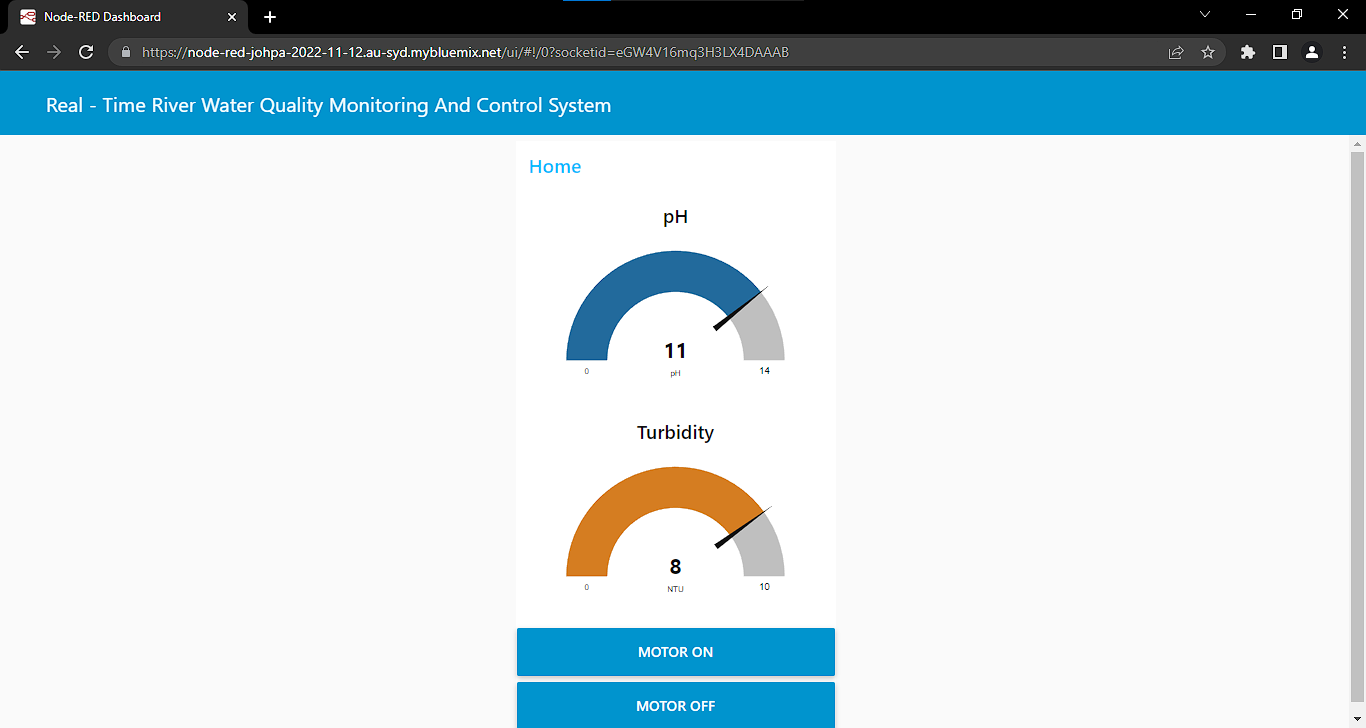 Node-RED Dashboard
https://node-red-johpa-2022-11-12.au-syd.mybluemix.net/ui/#!/0?socketid=eGW4V16mq3H3LX4DAAAB
Real - Time River Water Quality Monitoring And Control System
Home
pH
11
0 pH 14
Turbidity
8
0 NTU 10
MOTOR ON
MOTOR OFF